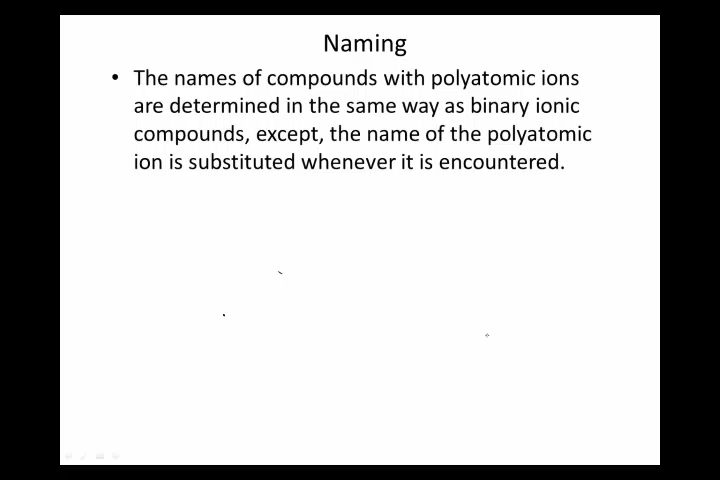 Naming
• The names of compounds with polyatomic ions
are determined in the same way as binary ionic
compounds, except, the name of the polyatomic
ion is substituted whenever it is encountered.